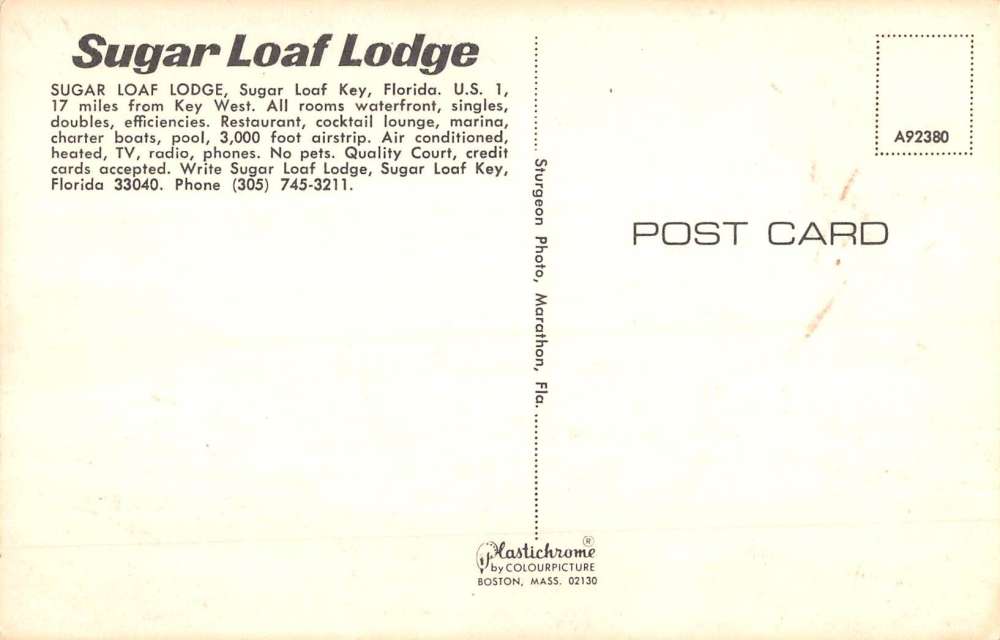 Sugar Loaf Lodge
SUGAR LOAF LODGE, Sugar Loaf Key, Florida. U.S. 1,
17 miles from Key West. All rooms waterfront, singles,
doubles, efficiencies. Restaurant, cocktail lounge, marina,
charter boats, pool, 3,000 foot airstrip. Air conditioned,
heated, TV, radio, phones. No pets. Quality Court, credit
cards accepted. Write Sugar Loaf Lodge, Sugar Loaf Key,
Florida 33040. Phone (305) 745-3211.
Sturgeon Photo, Marathon, Fla.
A92380
POST CARD
Plastichrome ®
by COLOURPICTURE
BOSTON, MASS. 02130